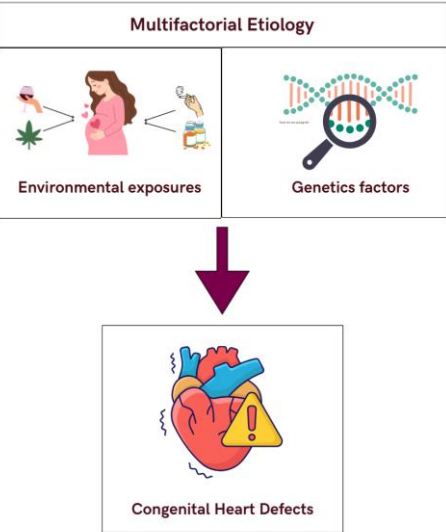 Multifactorial Etiology
Environmental exposures
Genetics factors
Congenital Heart Defects